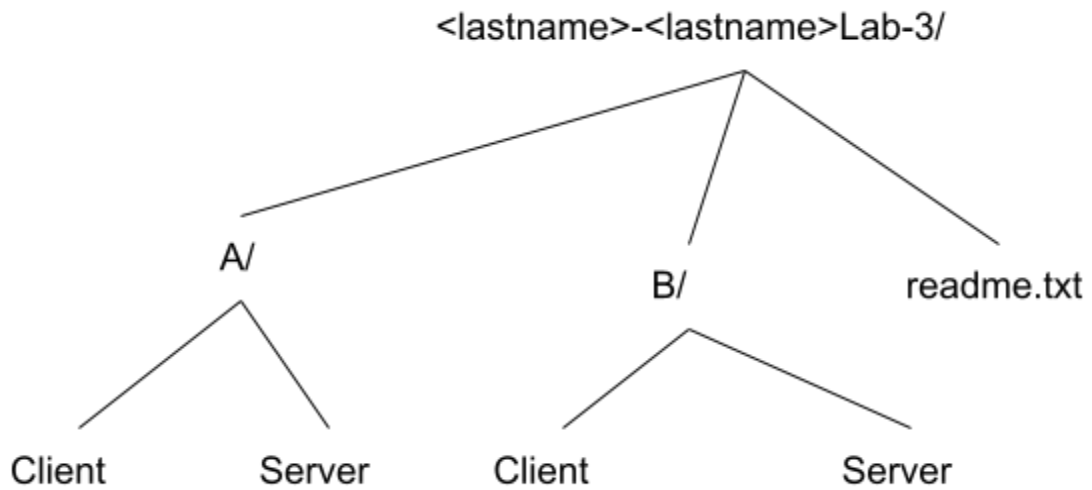 <lastname>-<lastname>Lab-3/
A/
B/
readme.txt
Client
Server
Client
Server